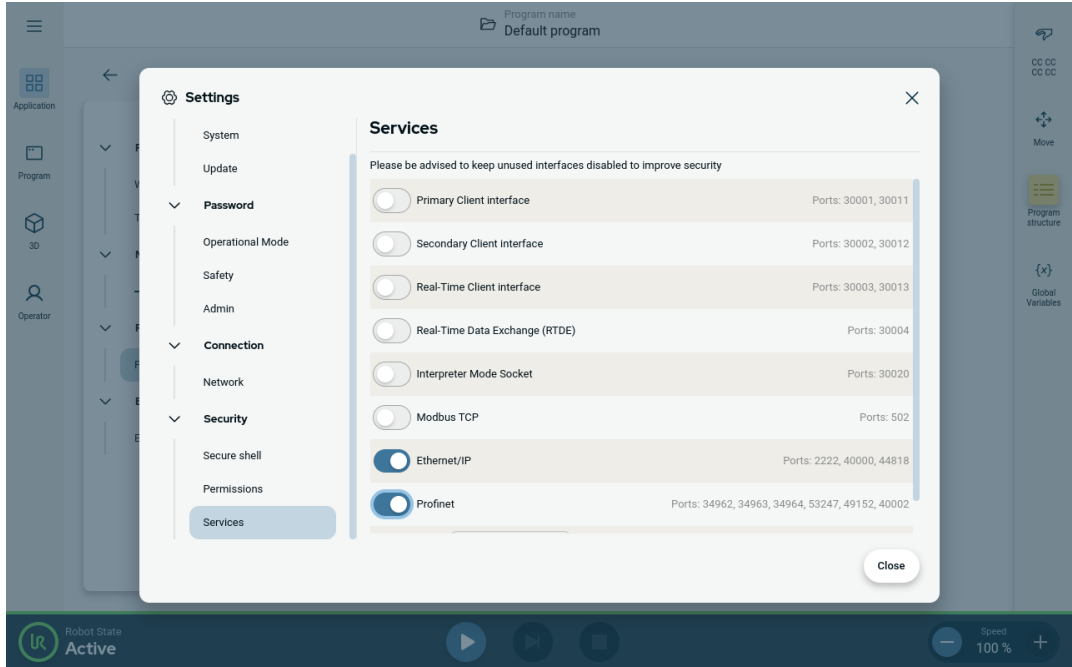 Program name
Default program
Application
Program
3D
Operator
Settings
System
Update
Password
Operational Mode
Safety
Admin
Connection
Network
Security
Secure shell
Permissions
Services
Services
Please be advised to keep unused interfaces disabled to improve security
Primary Client interface Ports: 30001, 30011
Secondary Client interface Ports: 30002, 30012
Real-Time Client interface Ports: 30003, 30013
Real-Time Data Exchange (RTDE) Ports: 30004
Interpreter Mode Socket Ports: 30020
Modbus TCP Ports: 502
Ethernet/IP Ports: 2222, 40000, 44818
Profinet Ports: 34962, 34963, 34964, 53247, 49152, 40002
Close
CC CC
CC CC
Move
Program
structure
{x}
Global
Variables
UR
Robot State
Active
Speed
100 %